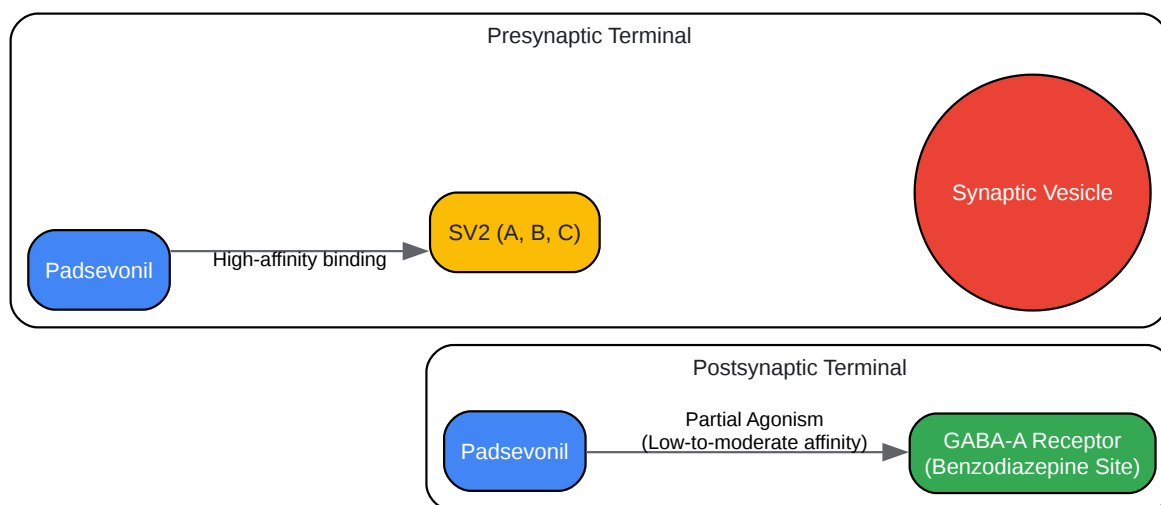 Presynaptic Terminal
Synaptic Vesicle
SV2 (A, B, C)
Padsevonil
High-affinity binding
Postsynaptic Terminal
Padsevonil
Partial Agonism
(Low-to-moderate affinity)
GABA-A Receptor
(Benzodiazepine Site)